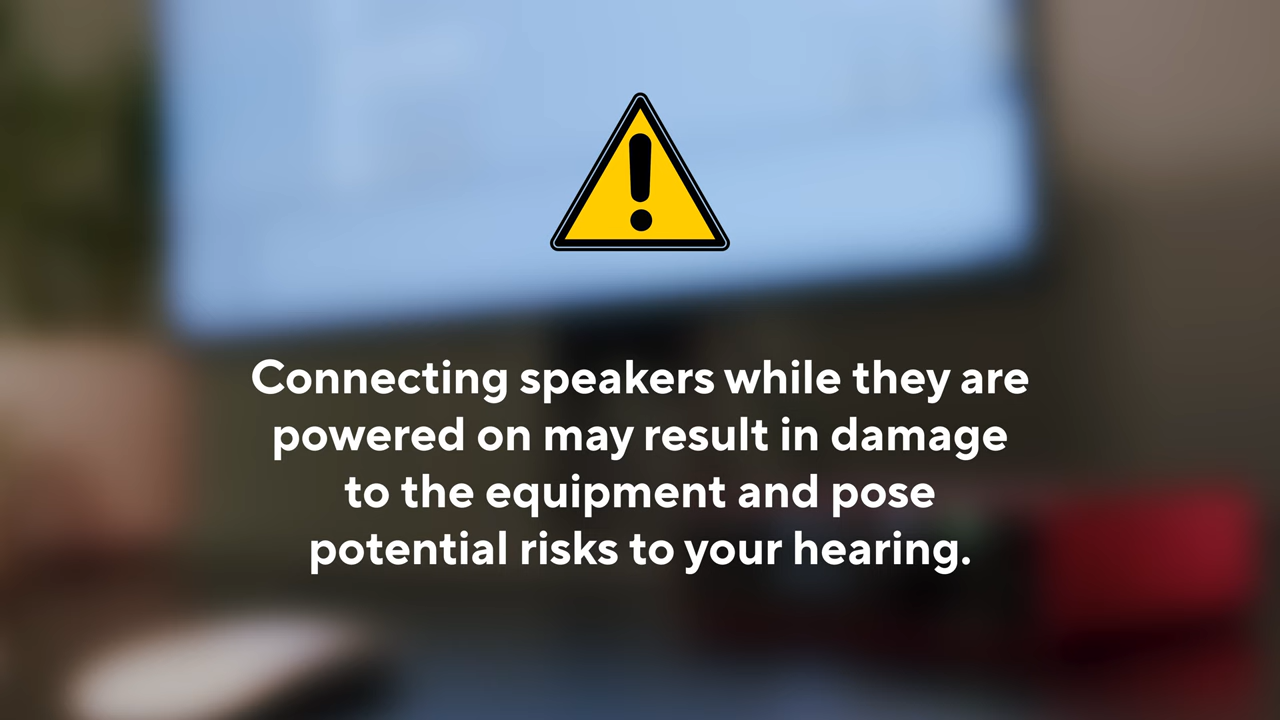 Connecting speakers while they are
powered on may result in damage
to the equipment and pose
potential risks to your hearing.